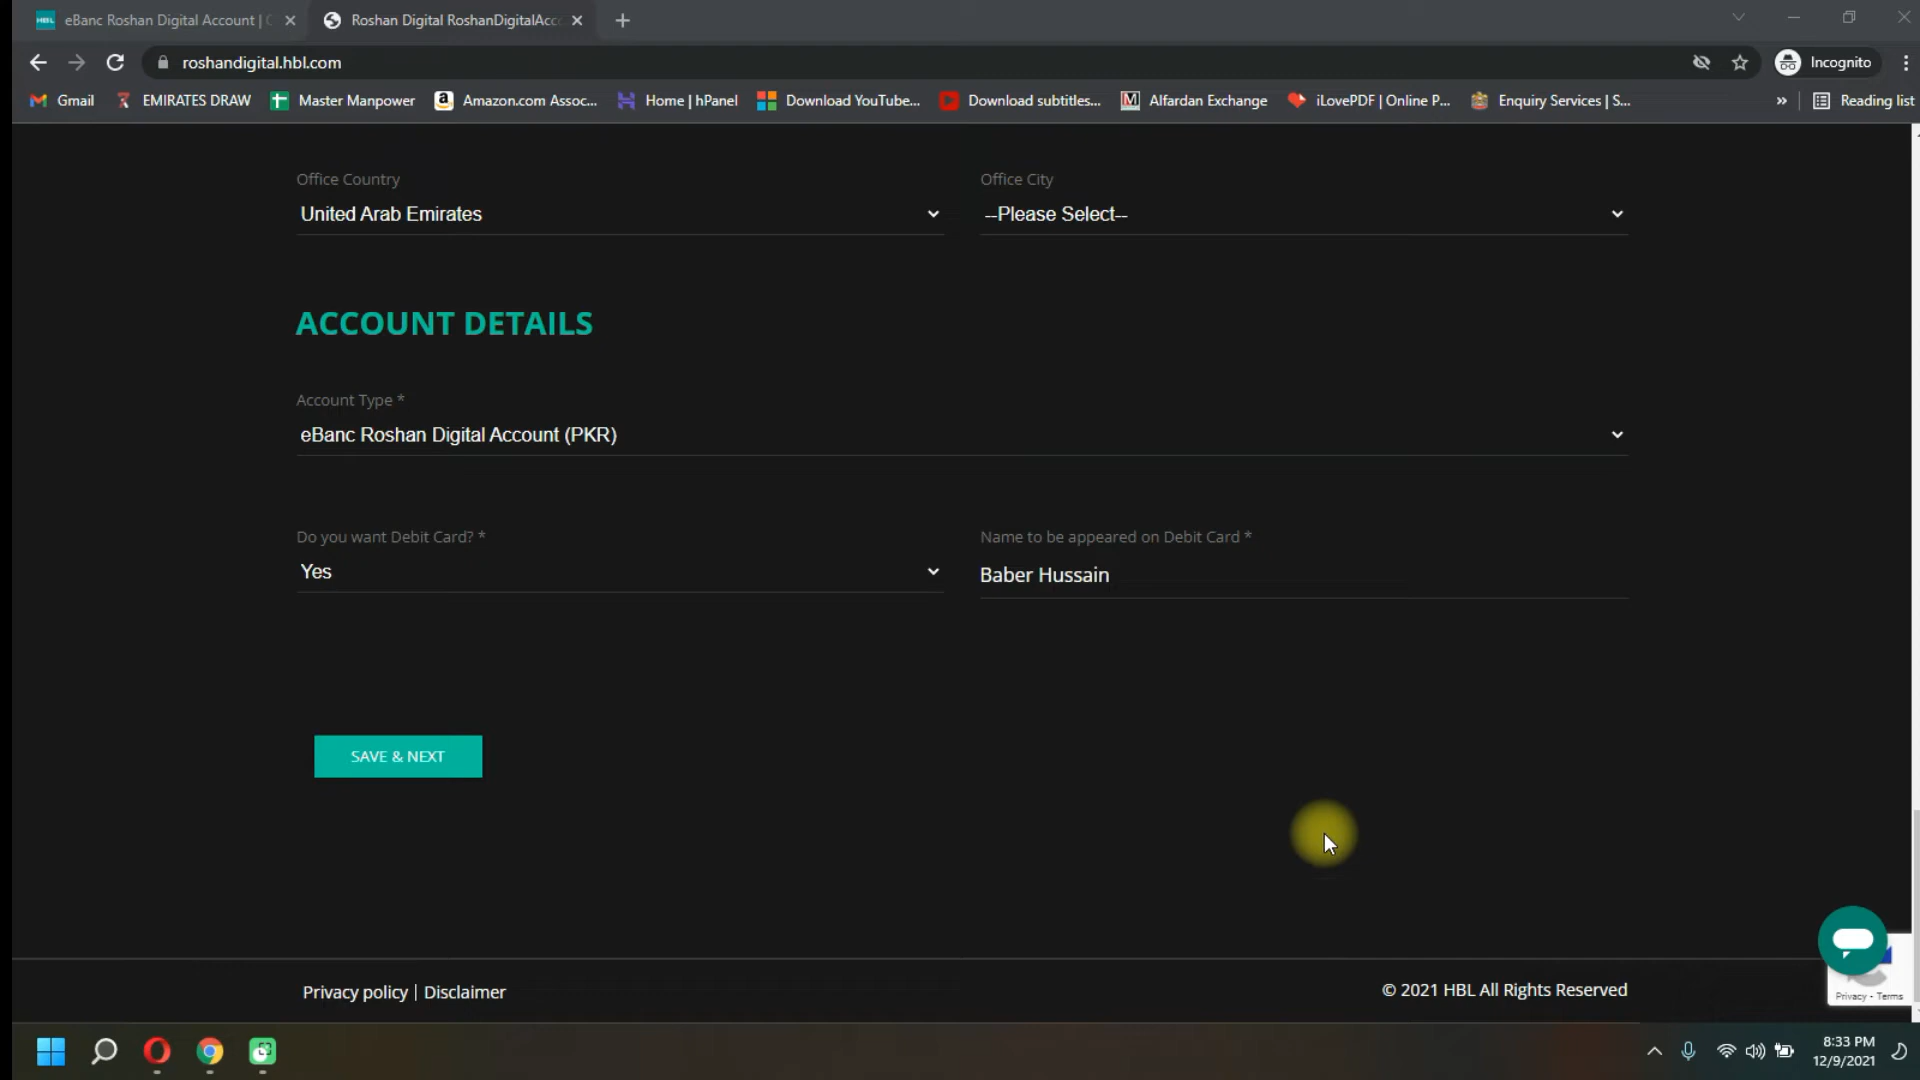 HBL eBanc Roshan Digital Account |
Roshan Digital RoshanDigitalAcc
roshandigital.hbl.com
Incognito
Gmail
EMIRATES DRAW
Master Manpower
Amazon.com Assoc...
Home | hPanel
Download YouTube...
Download subtitles...
Alfardan Exchange
iLovePDF | Online P...
Enquiry Services | S...
»
Reading list
Office Country
Office City
United Arab Emirates
--Please Select--
ACCOUNT DETAILS
Account Type *
eBanc Roshan Digital Account (PKR)
Do you want Debit Card? *
Name to be appeared on Debit Card *
Yes
Baber Hussain
SAVE & NEXT
Privacy policy | Disclaimer
© 2021 HBL All Rights Reserved
Privacy - Terms
8:33 PM
12/9/2021